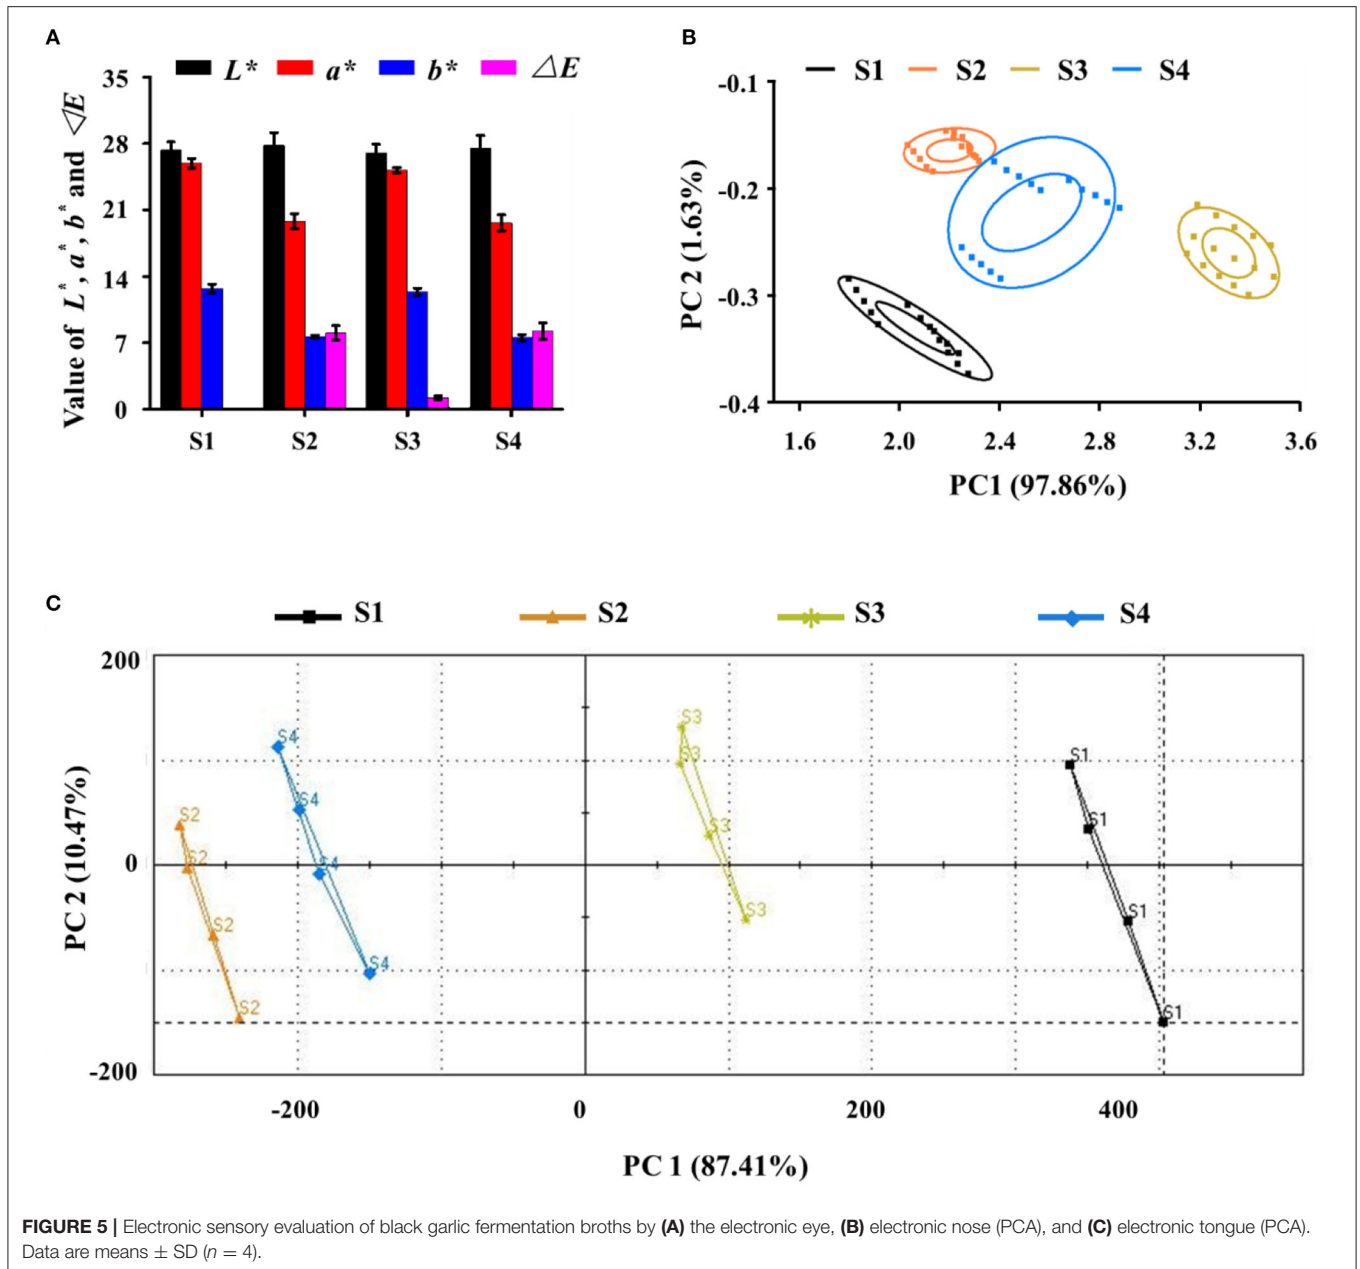 A
L* a* b* △E
Value of L*, a*, b* and △E
35
28
21
14
7
0
S1 S2 S3 S4
B
S1 S2 S3 S4
PC 2 (1.63%)
-0.1
-0.2
-0.3
-0.4
1.6 2.0 2.4 2.8 3.2 3.6
PC1 (97.86%)
C
S1 S2 S3 S4
PC 2 (10.47%)
200
0
-200
S4
S4
S4
S4
S2
S2
S2
S2
S3
S3
S3
S3
S1
S1
S1
S1
-200 0 200 400
PC 1 (87.41%)
FIGURE 5 | Electronic sensory evaluation of black garlic fermentation broths by (A) the electronic eye, (B) electronic nose (PCA), and (C) electronic tongue (PCA).
Data are means ± SD (n = 4).